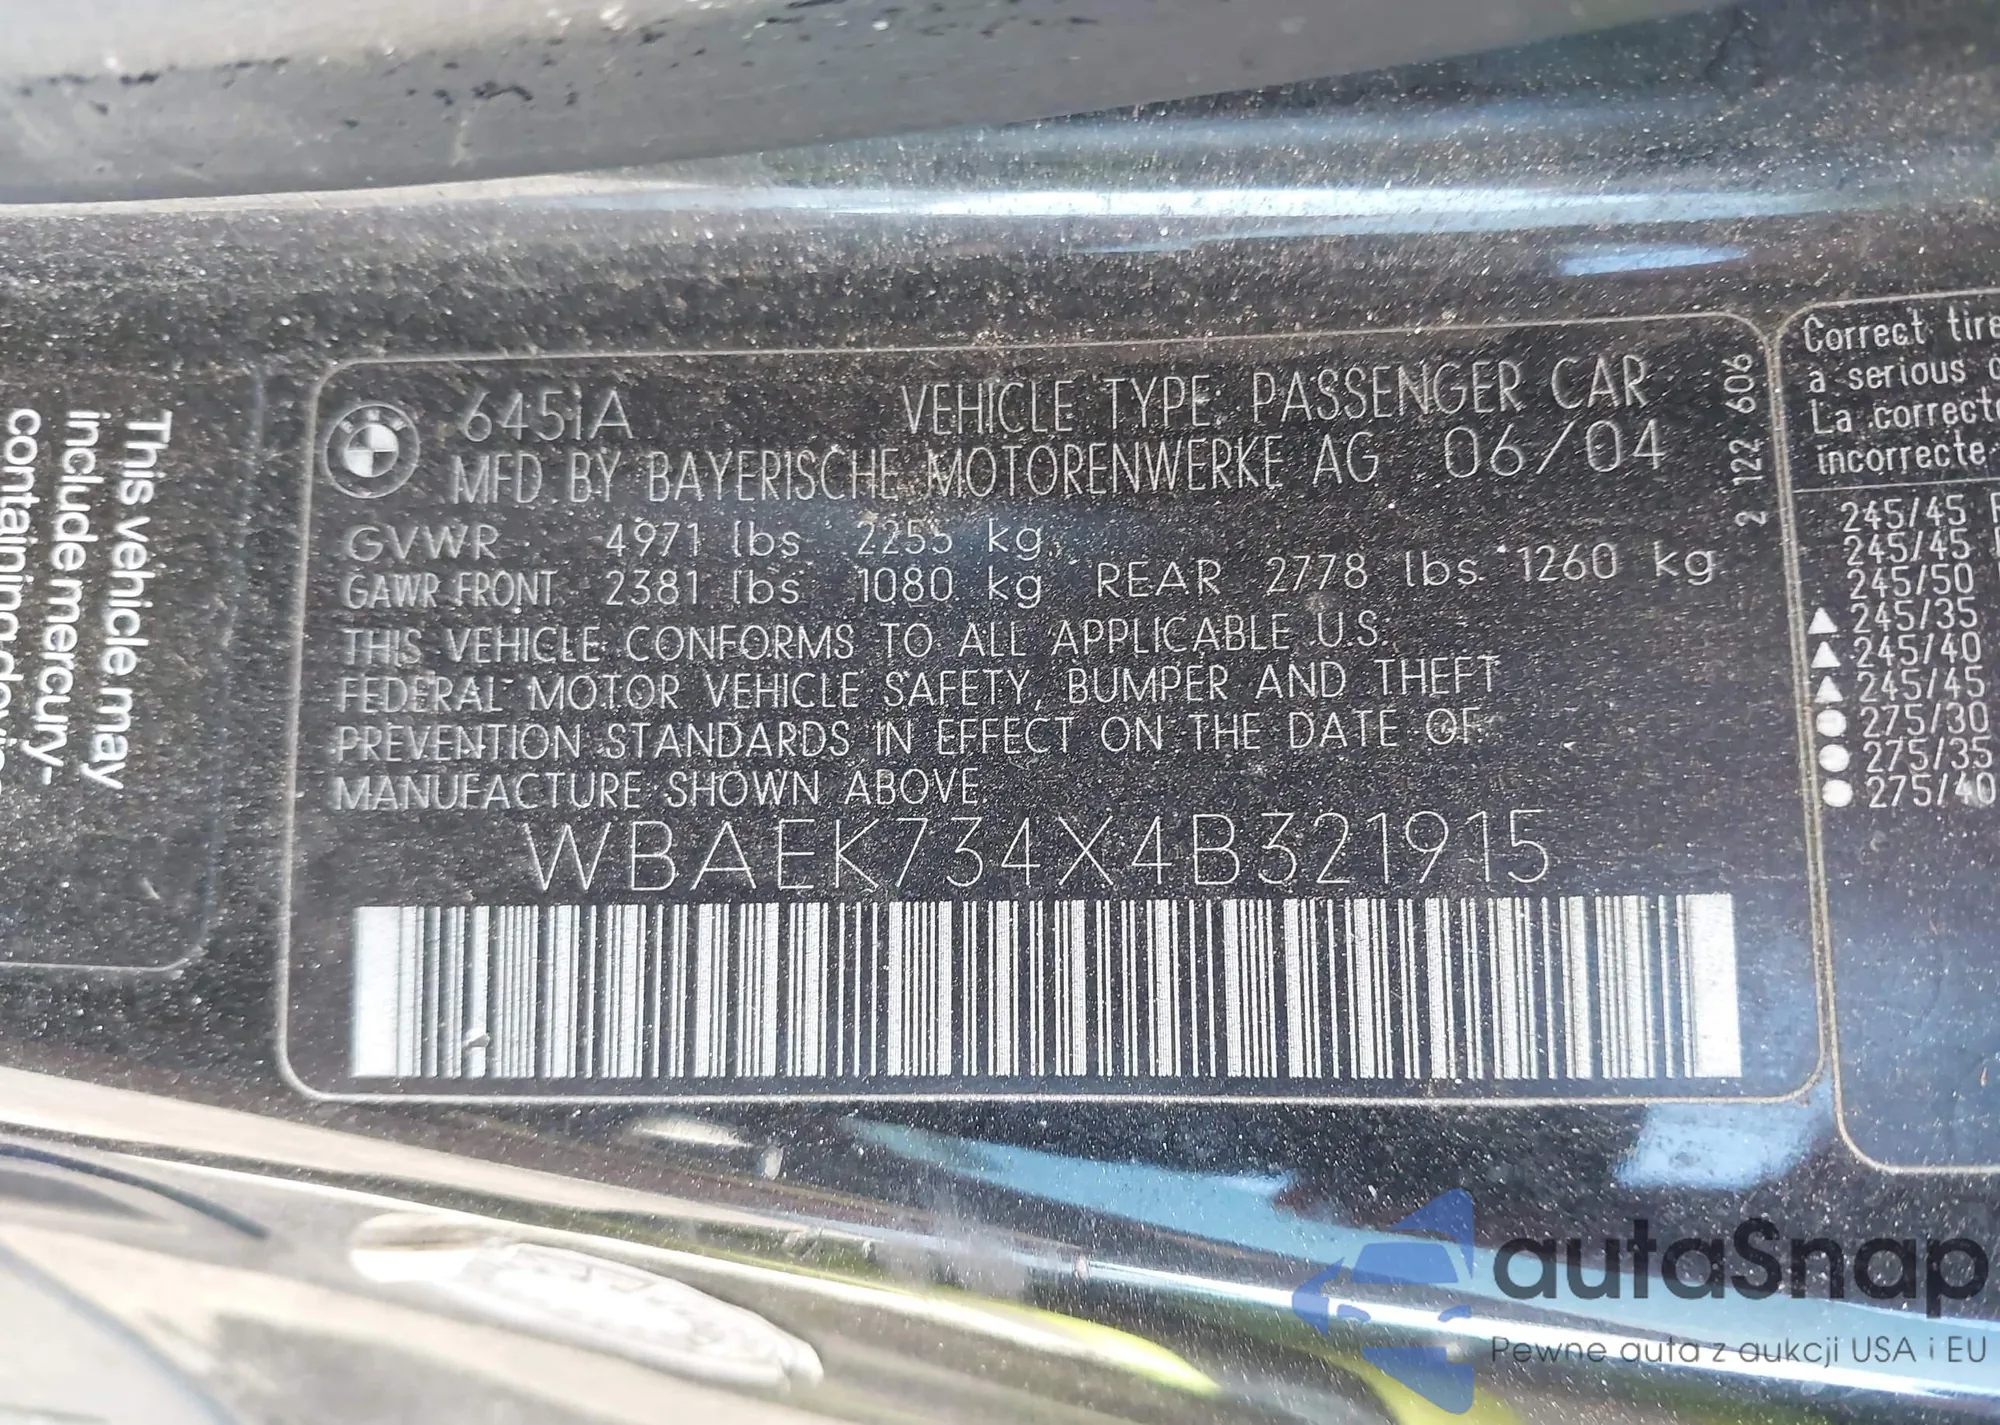 This vehicle may
include mercury-
containing
BMW
645iA VEHICLE TYPE: PASSENGER CAR
MFD BY BAYERISCHE MOTORENWERKE AG 06/04
GVWR 4971 lbs 2255 kg
GAWR FRONT 2381 lbs 1080 kg REAR 2778 lbs 1260 kg
THIS VEHICLE CONFORMS TO ALL APPLICABLE U.S.
FEDERAL MOTOR VEHICLE SAFETY, BUMPER AND THEFT
PREVENTION STANDARDS IN EFFECT ON THE DATE OF
MANUFACTURE SHOWN ABOVE.
WBAEK734X4B321915
2 122 606
Correct tire
a serious
La correcte
incorrecte
245/45
245/45
245/50
245/35
245/40
245/45
275/30
275/35
275/40
autaSnap
Pewne auta z aukcji USA i EU